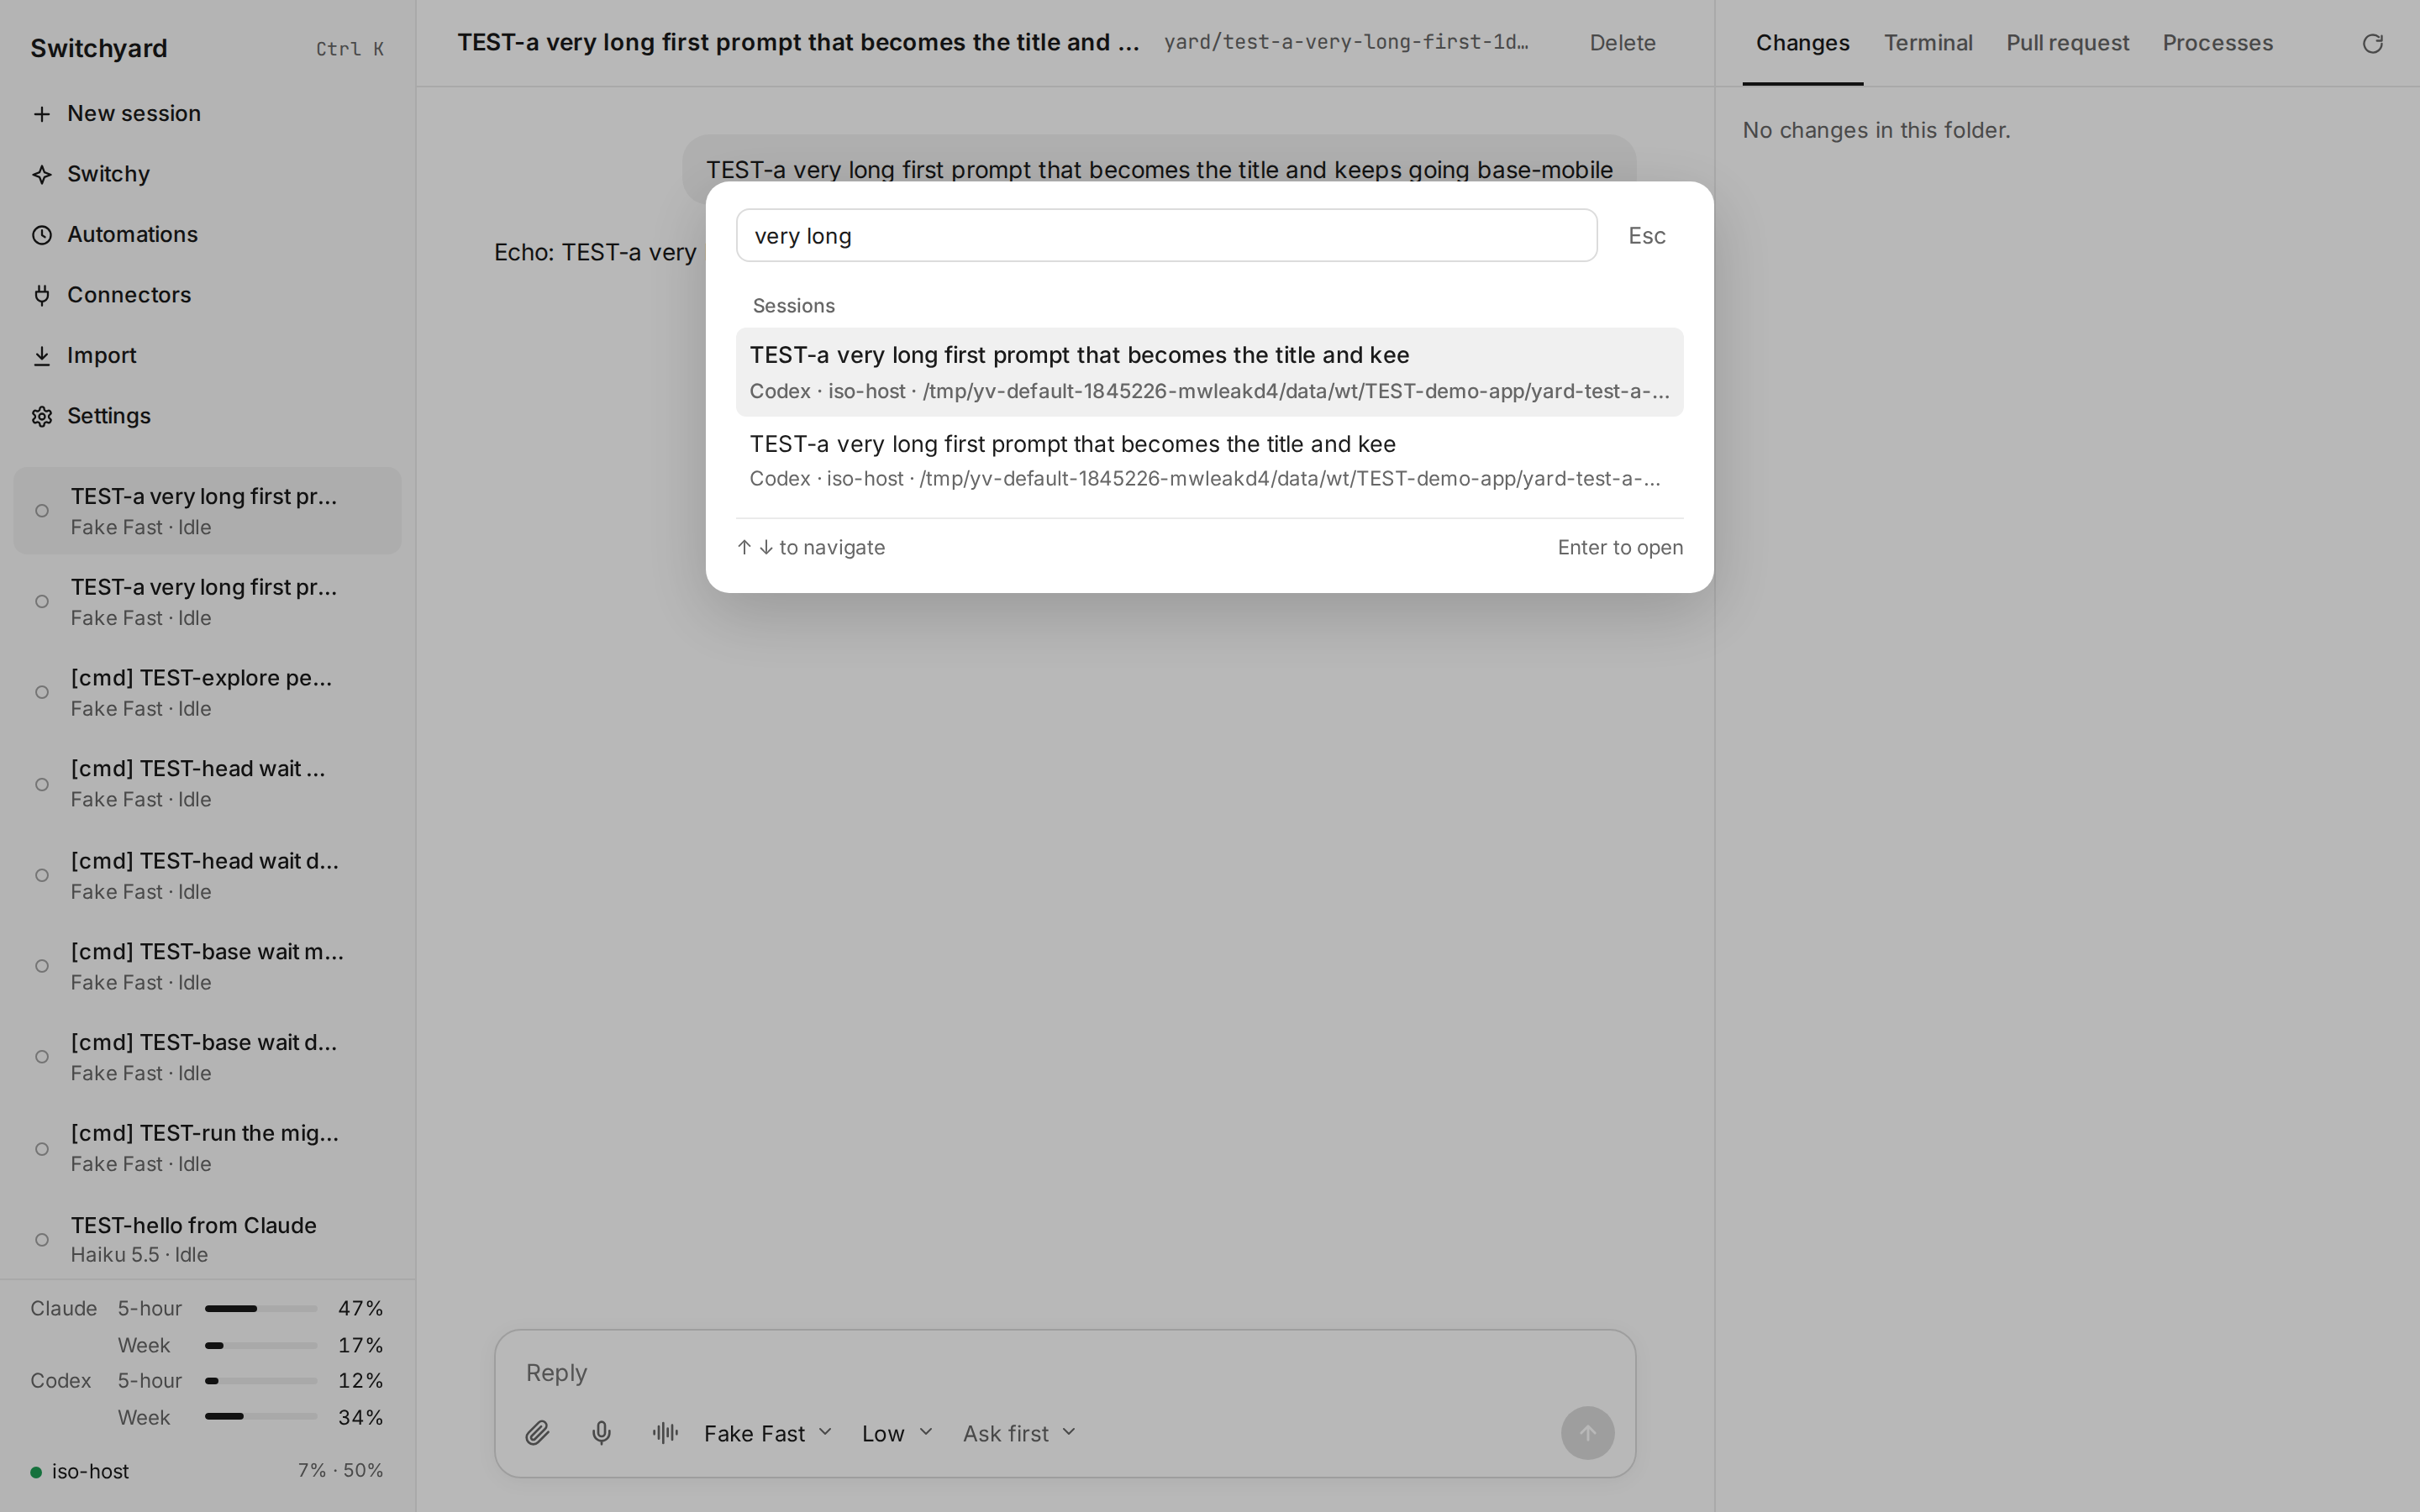 Switchyard
Ctrl K
New session
Switchy
Automations
Connectors
Import
Settings
TEST-a very long first pr...
Fake Fast · Idle
TEST-a very long first pr...
Fake Fast · Idle
[cmd] TEST-explore pe...
Fake Fast · Idle
[cmd] TEST-head wait ...
Fake Fast · Idle
[cmd] TEST-head wait d...
Fake Fast · Idle
[cmd] TEST-base wait m...
Fake Fast · Idle
[cmd] TEST-base wait d...
Fake Fast · Idle
[cmd] TEST-run the mig...
Fake Fast · Idle
TEST-hello from Claude
Haiku 5.5 · Idle
Claude 5-hour 47%
Week 17%
Codex 5-hour 12%
Week 34%
iso-host 7% · 50%
TEST-a very long first prompt that becomes the title and ... yard/test-a-very-long-first-1d… Delete
TEST-a very long first prompt that becomes the title and keeps going base-mobile
Echo: TEST-a very
very long
Esc
Sessions
TEST-a very long first prompt that becomes the title and kee
Codex · iso-host · /tmp/yv-default-1845226-mwleakd4/data/wt/TEST-demo-app/yard-test-a-...
TEST-a very long first prompt that becomes the title and kee
Codex · iso-host · /tmp/yv-default-1845226-mwleakd4/data/wt/TEST-demo-app/yard-test-a-...
↑ ↓ to navigate
Enter to open
Reply
Fake Fast Low Ask first
Changes Terminal Pull request Processes
No changes in this folder.